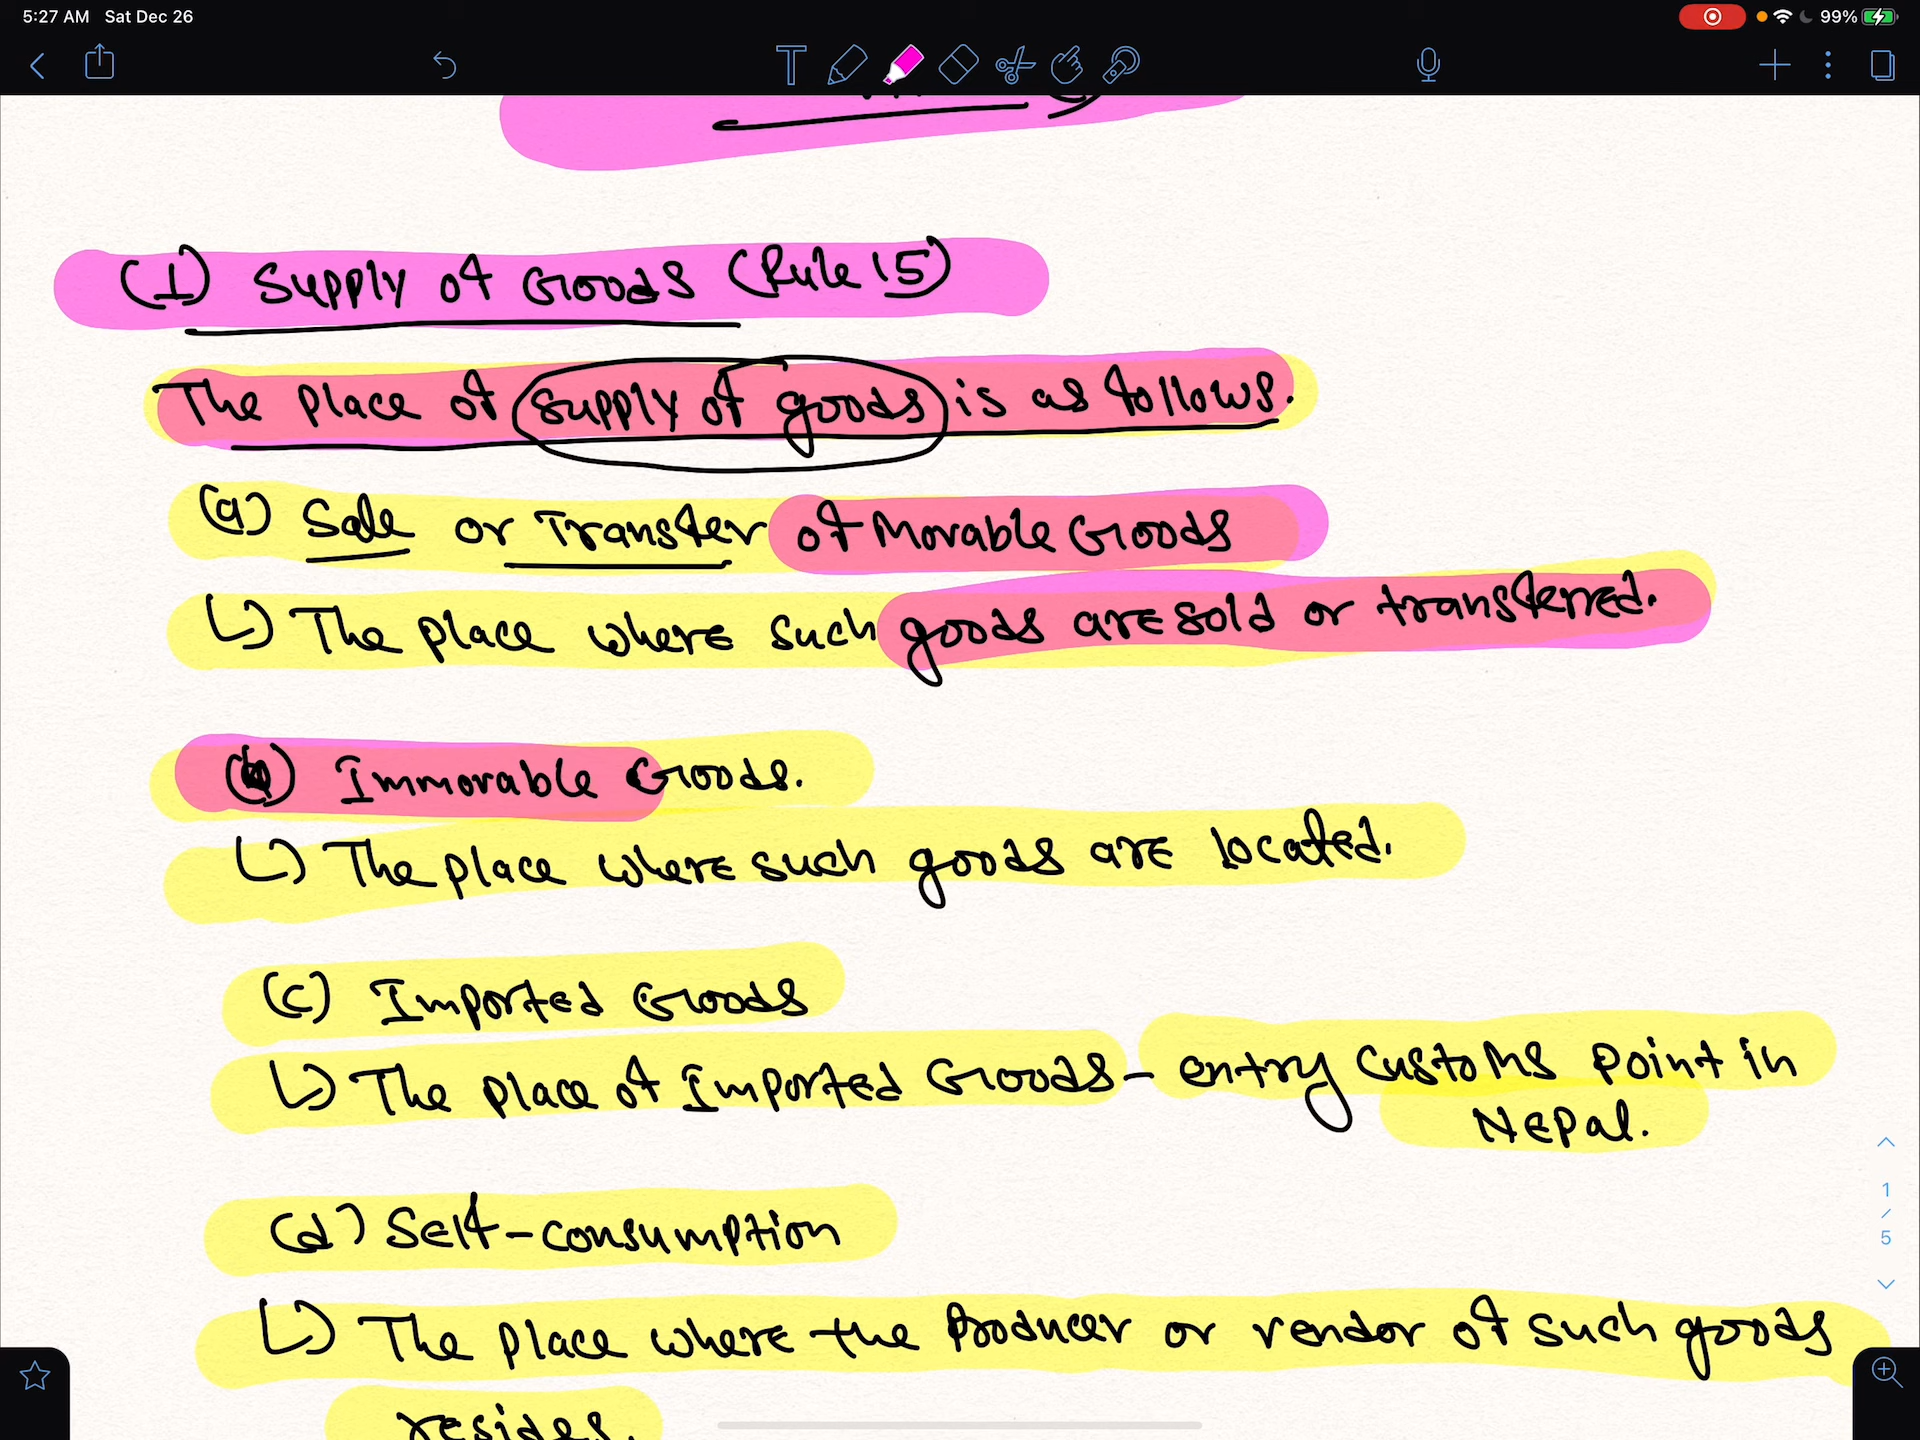 5:27 AM Sat Dec 26
99%
(1) Supply of Goods (Rule 15)
The place of supply of goods is as follows.
(a) Sale or Transfer of Movable Goods
↳ The place where such goods are sold or transferred.
(b) Immovable Goods.
↳ The place where such goods are located.
(c) Imported Goods
↳ The place of Imported Goods - entry customs point in
Nepal.
(d) Self-consumption
↳ The place where the producer or vendor of such goods
resides.
1
/
5